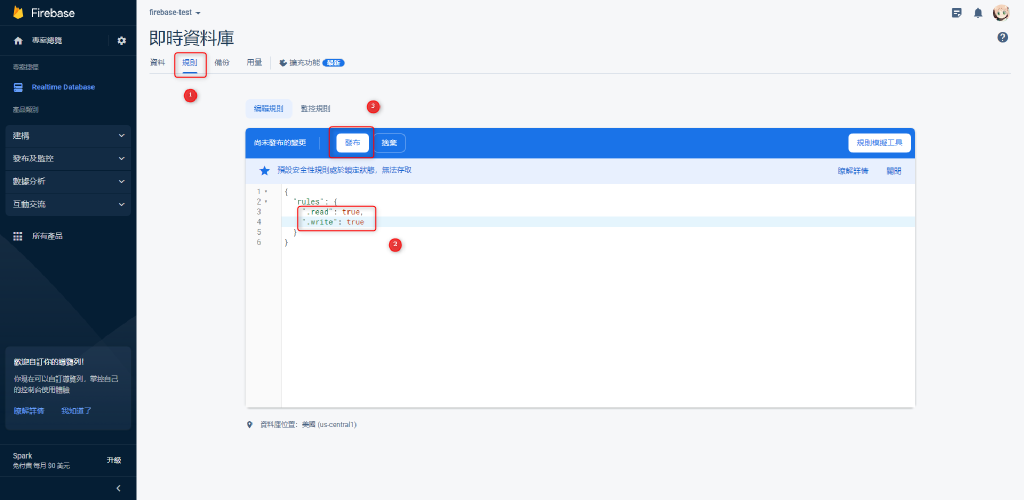 Firebase
專案總覽
專案捷徑
Realtime Database
產品類別
建構
發布及監控
數據分析
互動交流
所有產品
歡迎自訂你的導覽列!
你現在可以自訂導覽列，掌控自己
的控制台使用體驗
瞭解詳情 我知道了
Spark
免付費 每月 $0 美元
升級
firebase-test
即時資料庫
資料 規則 備份 用量 擴充功能 最新
1
編輯規則 監控規則
3
尚未發布的變更 發布 捨棄 規則模擬工具
預設安全性規則處於鎖定狀態，無法存取 瞭解詳情 關閉
1 {
2 "rules": {
3 ".read": true,
4 ".write": true
5 }
6 }
2
資料庫位置：美國 (us-central1)